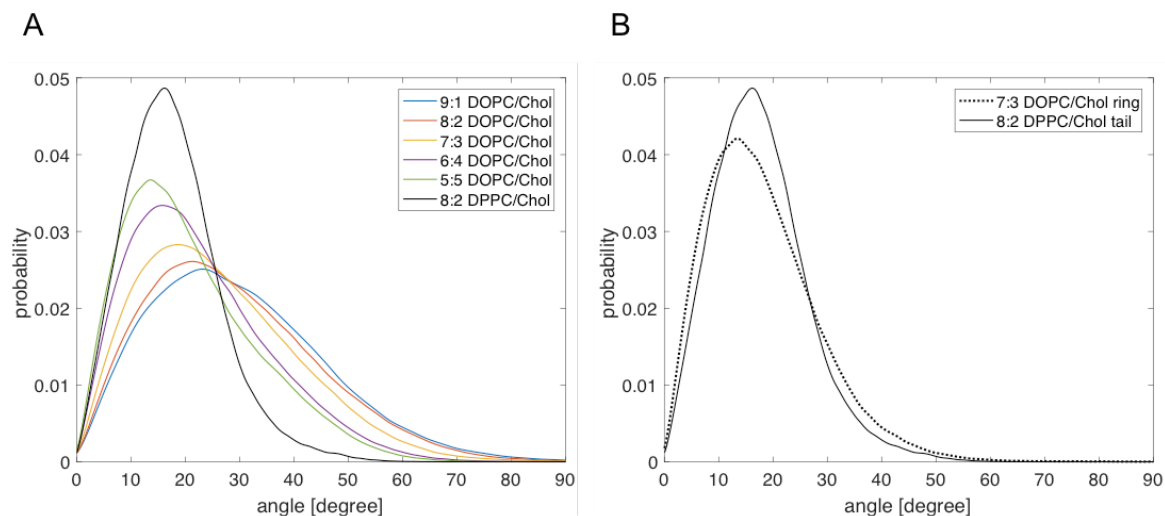 A
0.05
0.04
0.03
0.02
0.01
0
probability
9:1 DOPC/Chol
8:2 DOPC/Chol
7:3 DOPC/Chol
6:4 DOPC/Chol
5:5 DOPC/Chol
8:2 DPPC/Chol
0 10 20 30 40 50 60 70 80 90
angle [degree]
B
0.05
0.04
0.03
0.02
0.01
0
probability
7:3 DOPC/Chol ring
8:2 DPPC/Chol tail
0 10 20 30 40 50 60 70 80 90
angle [degree]